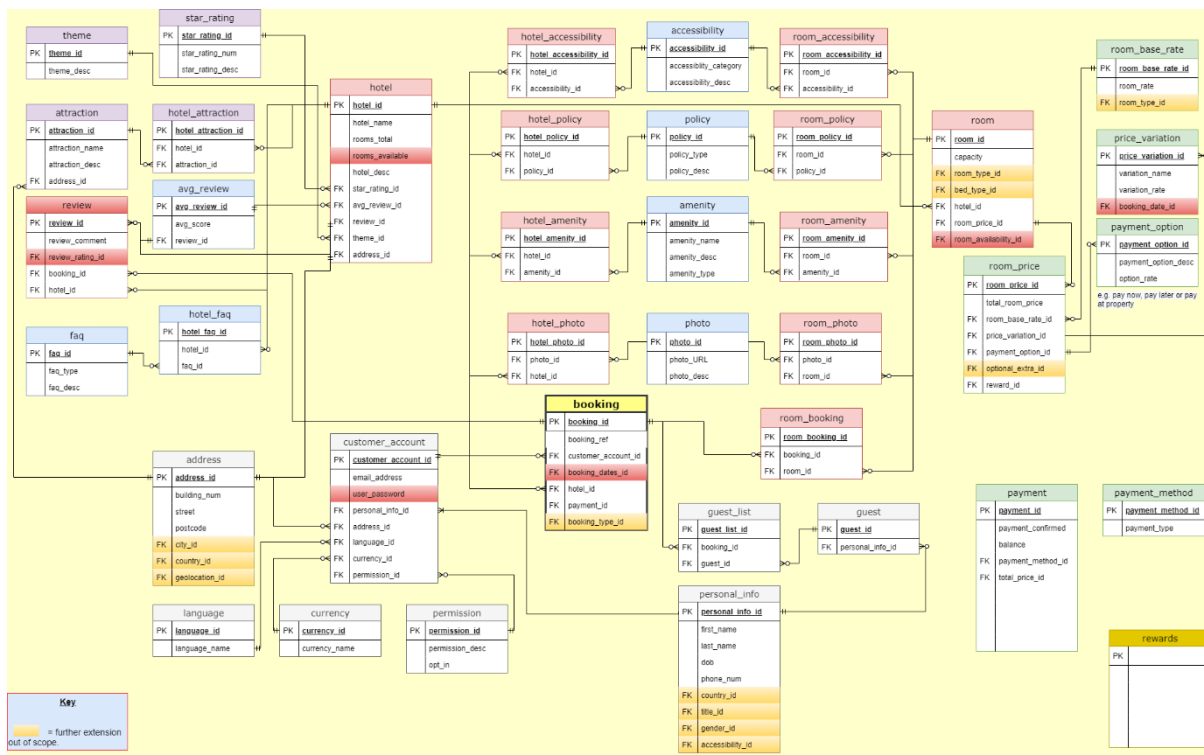 star_rating
PK star_rating_id
star_rating_num
star_rating_desc
theme
PK theme_id
theme_desc
attraction
PK attraction_id
attraction_name
attraction_desc
FK address_id
hotel_attraction
PK hotel_attraction_id
FK hotel_id
FK attraction_id
avg_review
PK avg_review_id
avg_score
FK review_id
review
PK review_id
review_comment
FK review_rating_id
FK booking_id
FK hotel_id
hotel_faq
PK hotel_faq_id
hotel_id
FK faq_id
faq
PK faq_id
faq_type
faq_desc
hotel
PK hotel_id
hotel_name
rooms_total
rooms_available
hotel_desc
FK star_rating_id
FK avg_review_id
FK review_id
FK theme_id
FK address_id
hotel_accessibility
PK hotel_accessibility_id
FK hotel_id
FK accessibility_id
accessibility
PK accessibility_id
accessiblity_category
accessibility_desc
room_accessibility
PK room_accessibility_id
FK room_id
FK accessibility_id
hotel_policy
PK hotel_policy_id
FK hotel_id
FK policy_id
policy
PK policy_id
policy_type
policy_desc
room_policy
PK room_policy_id
FK room_id
FK policy_id
hotel_amenity
PK hotel_amenity_id
FK hotel_id
FK amenity_id
amenity
PK amenity_id
amenity_name
amenity_desc
amenity_type
room_amenity
PK room_amenity_id
FK room_id
FK amenity_id
hotel_photo
PK hotel_photo_id
FK photo_id
FK hotel_id
photo
PK photo_id
photo_URL
photo_desc
room_photo
PK room_photo_id
FK photo_id
FK room_id
room
PK room_id
capacity
FK room_type_id
FK bed_type_id
FK hotel_id
FK room_price_id
FK room_availability_id
room_base_rate
PK room_base_rate_id
room_rate
FK room_type_id
price_variation
PK price_variation_id
variation_name
variation_rate
FK booking_date_id
payment_option
PK payment_option_id
payment_option_desc
option_rate
e.g. pay now, pay later or pay
at property
room_price
PK room_price_id
total_room_price
FK room_base_rate_id
FK price_variation_id
FK payment_option_id
FK optional_extra_id
FK reward_id
booking
PK booking_id
booking_ref
FK customer_account_id
FK booking_dates_id
FK hotel_id
FK payment_id
FK booking_type_id
room_booking
PK room_booking_id
FK booking_id
FK room_id
customer_account
PK customer_account_id
email_address
user_password
FK personal_info_id
FK address_id
FK language_id
FK currency_id
FK permission_id
address
PK address_id
building_num
street
postcode
FK city_id
FK country_id
FK geolocation_id
language
PK language_id
language_name
currency
PK currency_id
currency_name
permission
PK permission_id
permission_desc
opt_in
guest_list
PK guest_list_id
FK booking_id
FK guest_id
guest
PK guest_id
FK personal_info_id
personal_info
PK personal_info_id
first_name
last_name
dob
phone_num
FK country_id
FK title_id
FK gender_id
FK accessibility_id
payment
PK payment_id
payment_confirmed
balance
FK payment_method_id
FK total_price_id
payment_method
PK payment_method_id
payment_type
rewards
PK
Key
= further extension
out of scope.